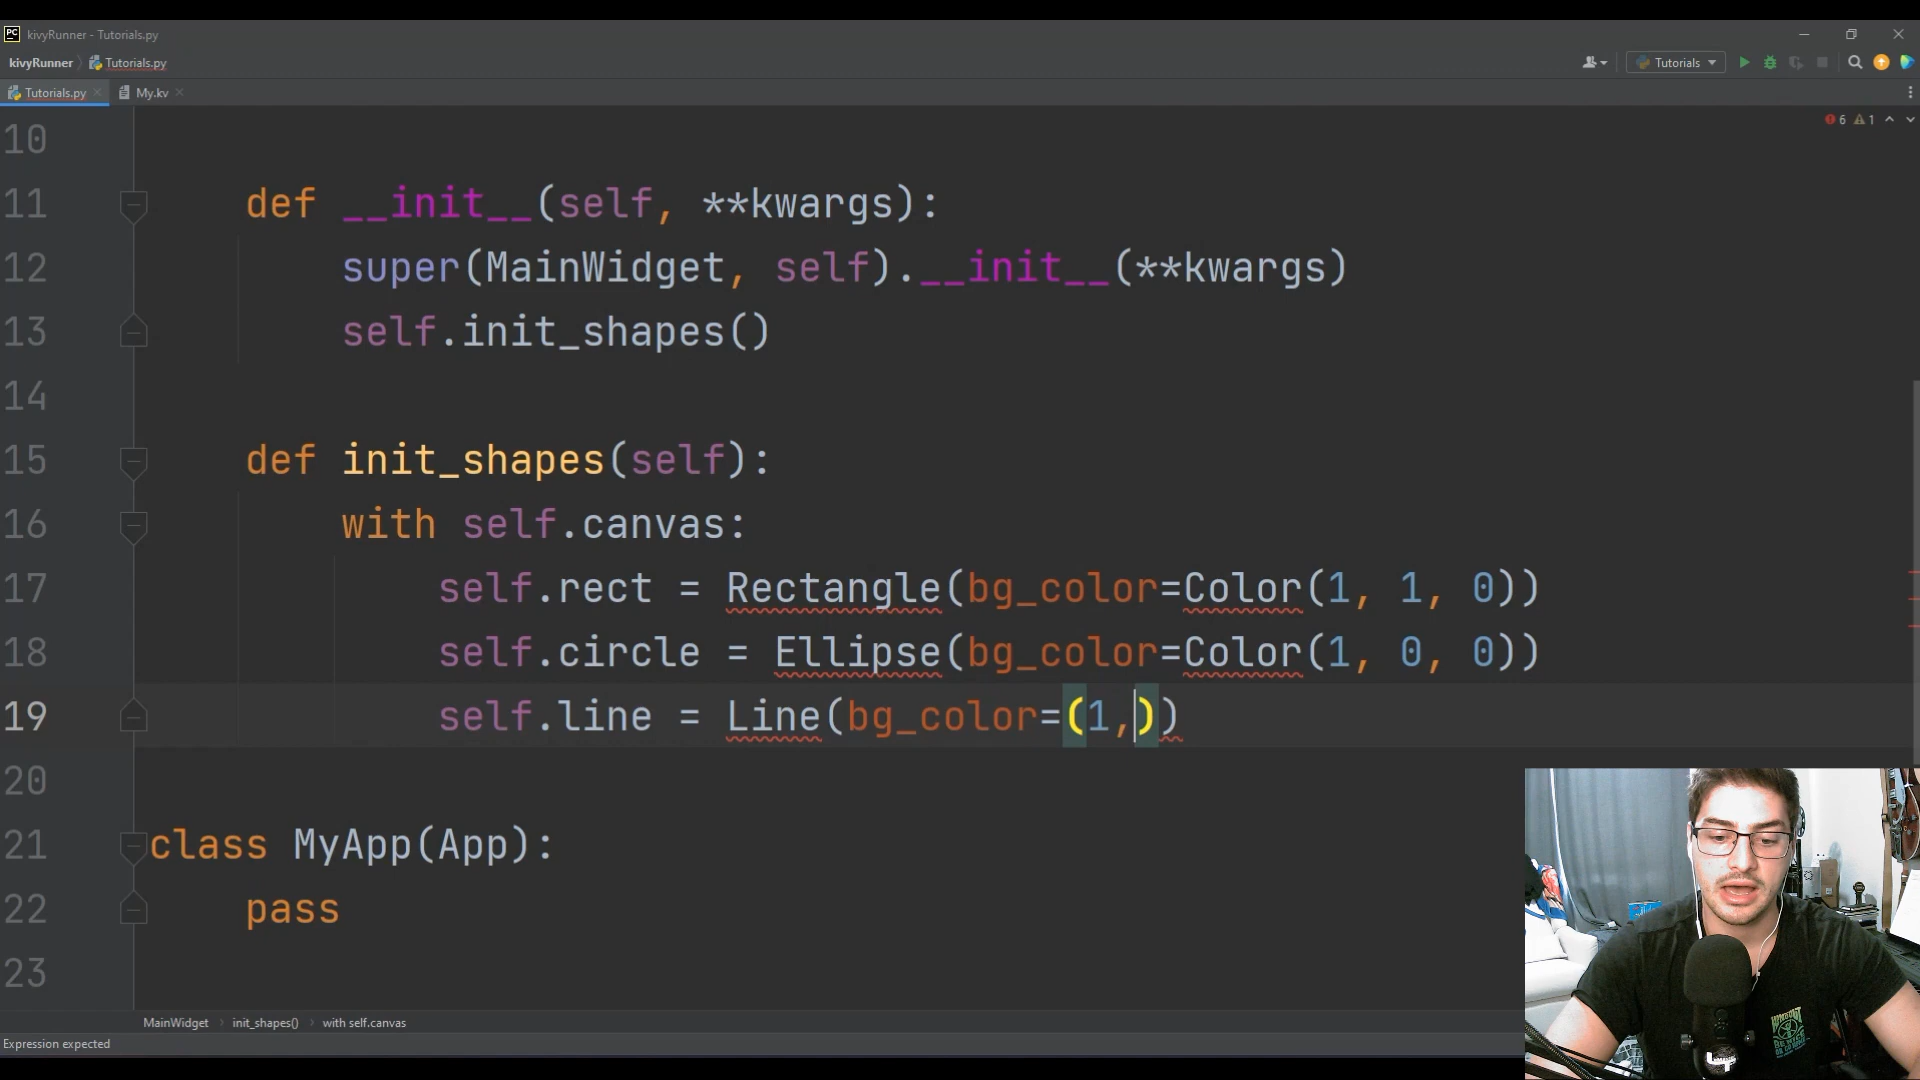 PC kivyRunner - Tutorials.py
kivyRunner Tutorials.py Tutorials
Tutorials.py My.kv
6 1
10
11 def __init__(self, **kwargs):
12 super(MainWidget, self).__init__(**kwargs)
13 self.init_shapes()
14
15 def init_shapes(self):
16 with self.canvas:
17 self.rect = Rectangle(bg_color=Color(1, 1, 0))
18 self.circle = Ellipse(bg_color=Color(1, 0, 0))
19 self.line = Line(bg_color=(1,))
20
21 class MyApp(App):
22 pass
23
MainWidget init_shapes() with self.canvas
Expression expected